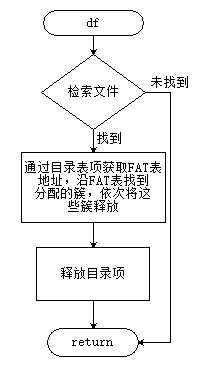 df
检索文件
未找到
找到
通过目录表项获取FAT表
地址，沿FAT表找到
分配的簇，依次将这
些簇释放
释放目录项
return